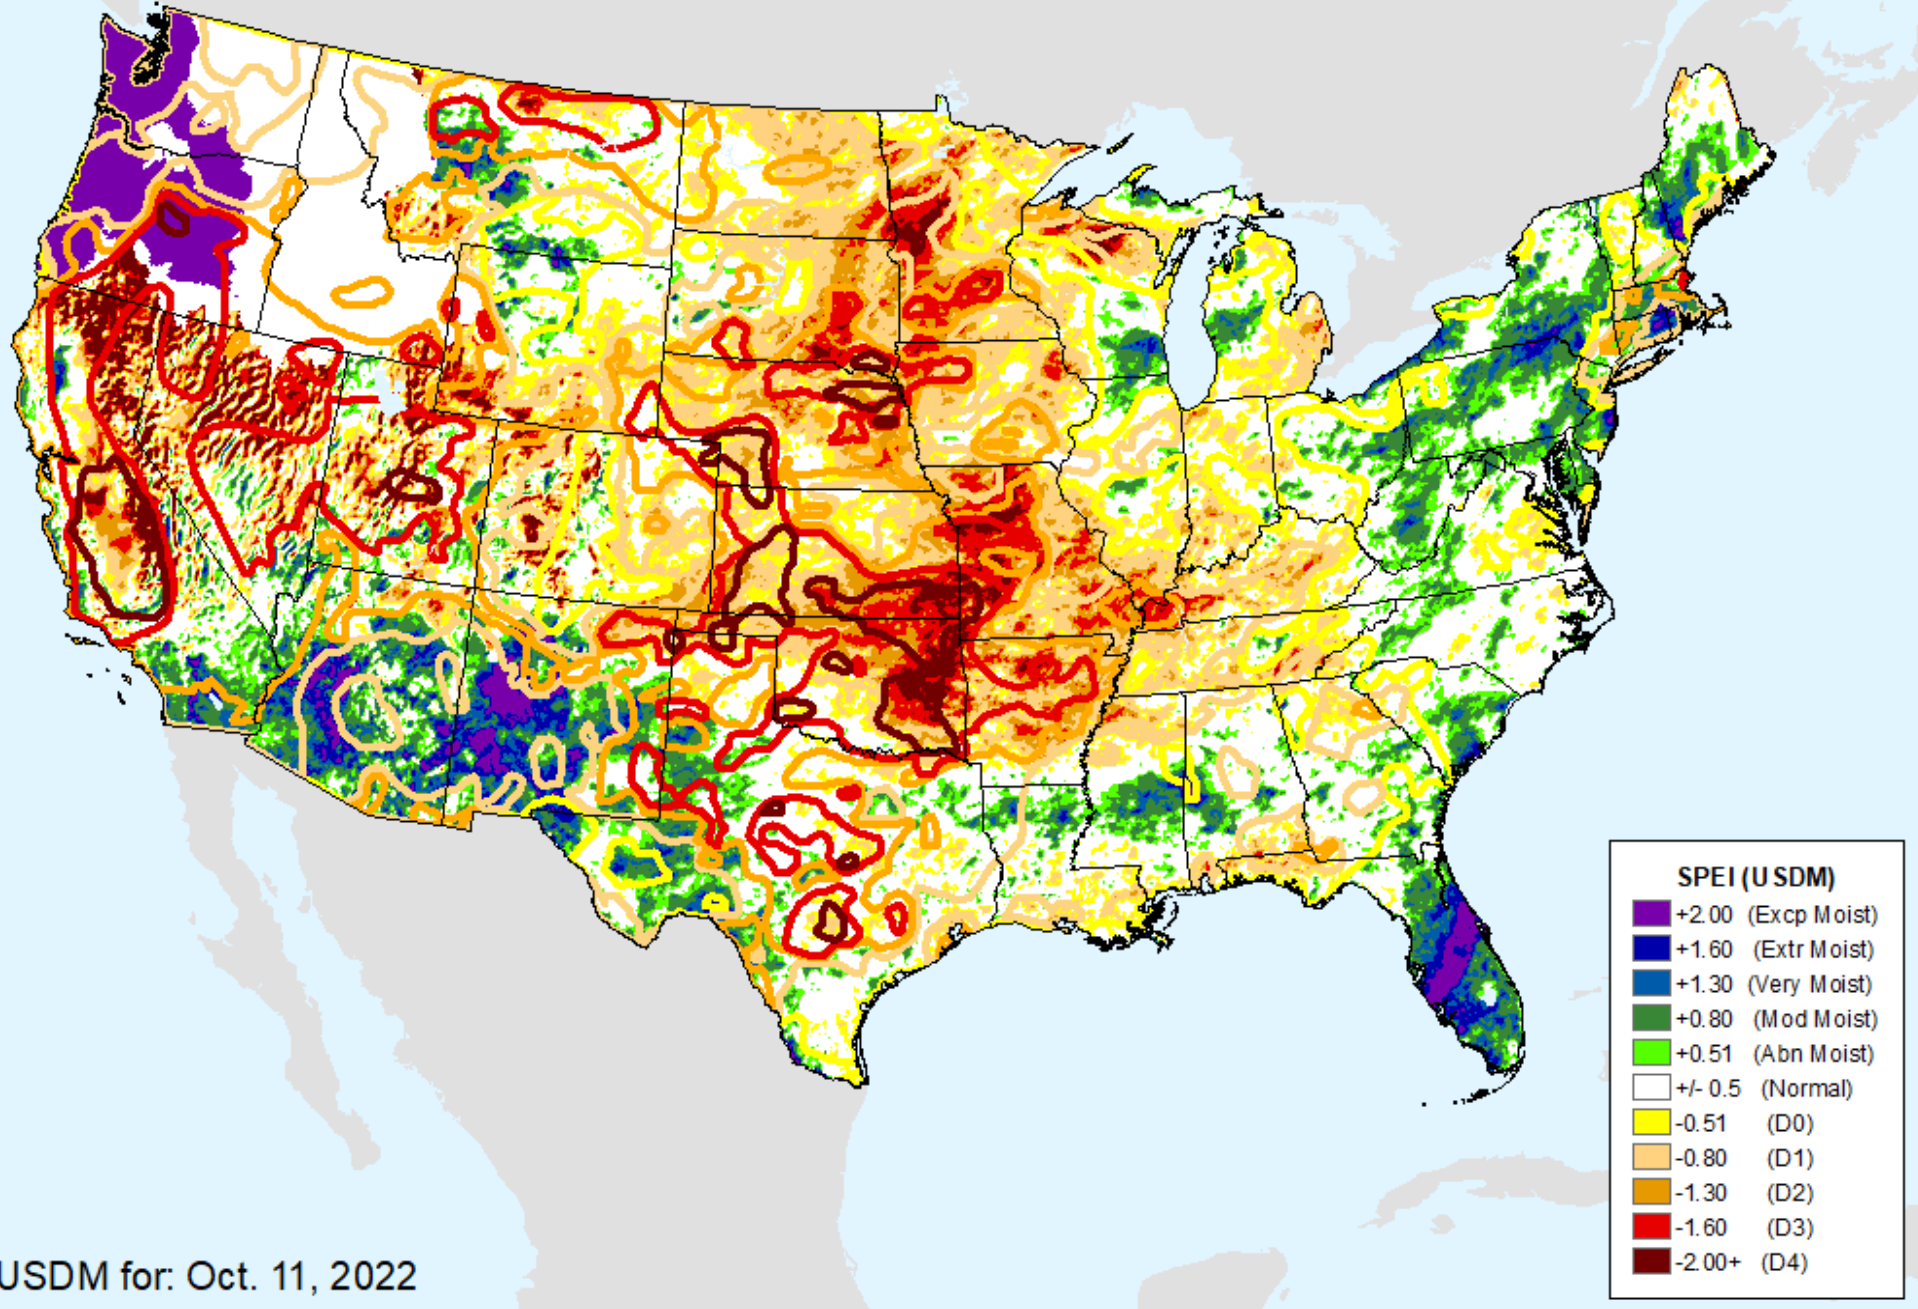 SPEI (USDM)
+2.00 (Excp Moist)
+1.60 (Extr Moist)
+1.30 (Very Moist)
+0.80 (Mod Moist)
+0.51 (Abn Moist)
+/- 0.5 (Normal)
-0.51 (D0)
-0.80 (D1)
-1.30 (D2)
-1.60 (D3)
-2.00+ (D4)
USDM for: Oct. 11, 2022